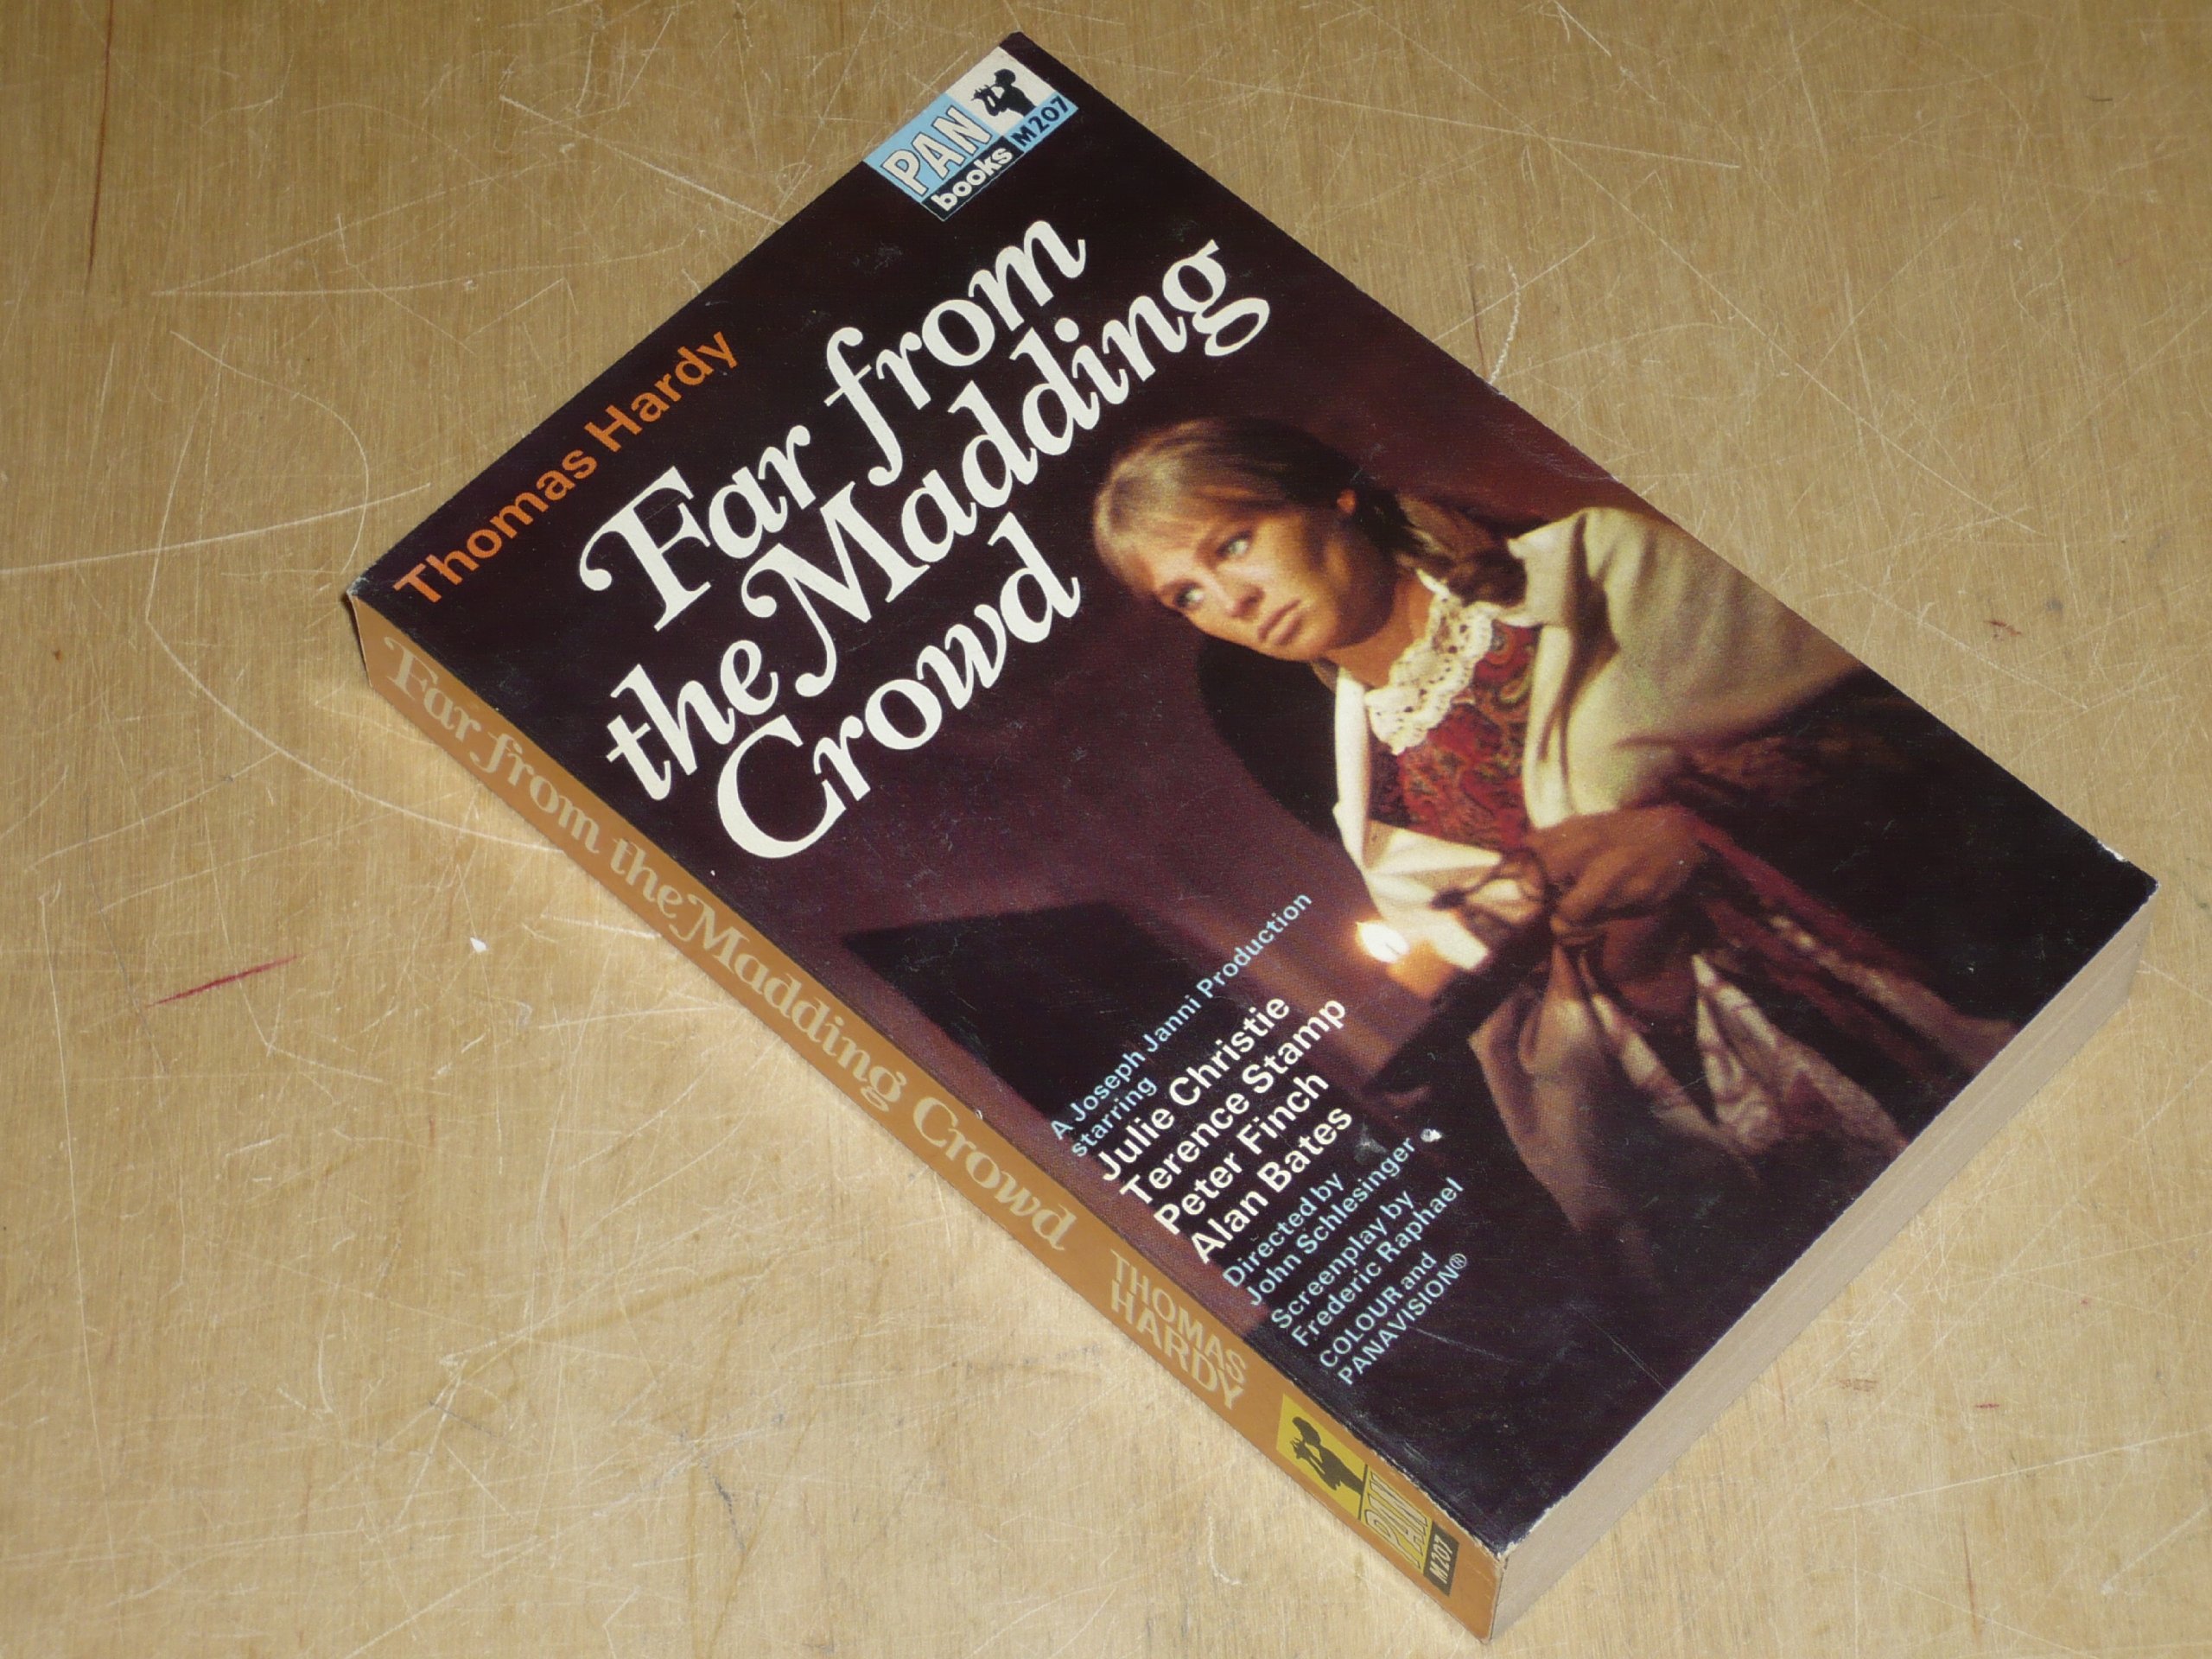 PAN
books M207
Thomas Hardy
Far from
the Madding
Crowd
A Joseph Janni Production
starring
Julie Christie
Terence Stamp
Peter Finch
Alan Bates
Directed by
John Schlesinger
Screenplay by
Frederic Raphael
COLOUR and
PANAVISION®
Far from the Madding Crowd
THOMAS
HARDY
PAN
M207